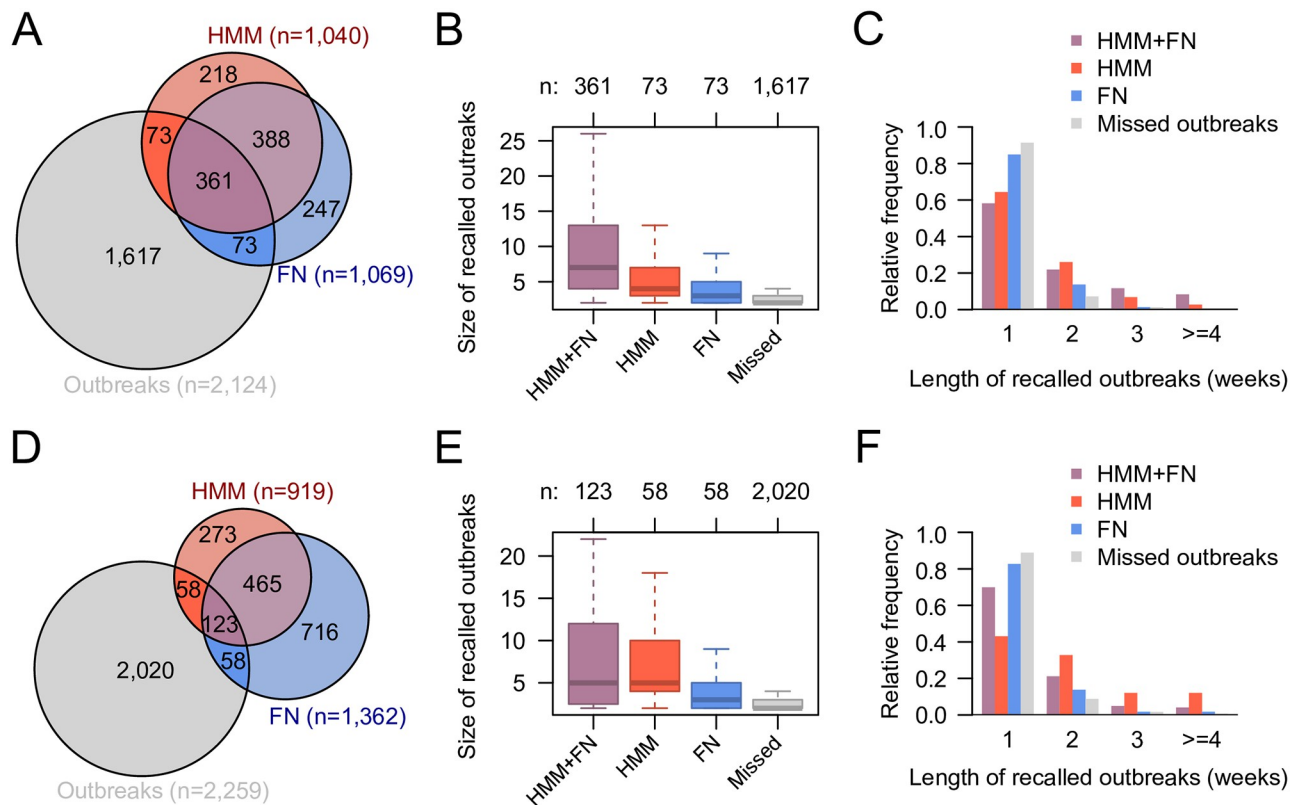 A
HMM (n=1,040)
218
73
388
361
247
73
1,617
FN (n=1,069)
Outbreaks (n=2,124)
B
n: 361 73 73 1,617
Size of recalled outreaks
25
20
15
10
5
HMM+FN
HMM
FN
Missed
C
HMM+FN
HMM
FN
Missed outbreaks
Relative frequency
1.0
0.8
0.6
0.4
0.2
0.0
1 2 3 >=4
Length of recalled outbreaks (weeks)
D
HMM (n=919)
273
58
465
123
716
58
2,020
FN (n=1,362)
Outbreaks (n=2,259)
E
n: 123 58 58 2,020
Size of recalled outbreaks
20
15
10
5
HMM+FN
HMM
FN
Missed
F
HMM+FN
HMM
FN
Missed outbreaks
Relative frequency
1.0
0.8
0.6
0.4
0.2
0.0
1 2 3 >=4
Length of recalled outbreaks (weeks)